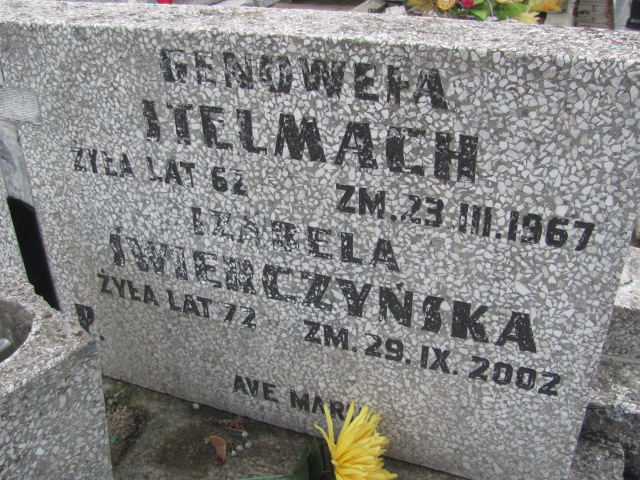 GENOWEFA
STELMACH
ŻYŁA LAT 62 ZM. 23.III.1967
IZABELA
ŚWIERCZYŃSKA
ŻYŁA LAT 72 ZM. 29.IX.2002
P.
AVE MARIA